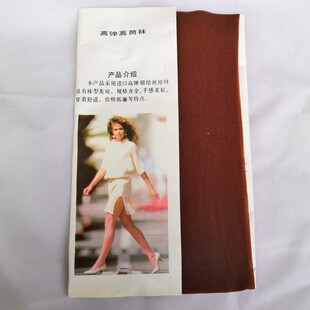 高弹高筒袜
产品介绍
本产品采用进口高弹锦纶丝原料
具有袜型美观、规格齐全、手感柔软、
穿着舒适、价格低廉等特点。